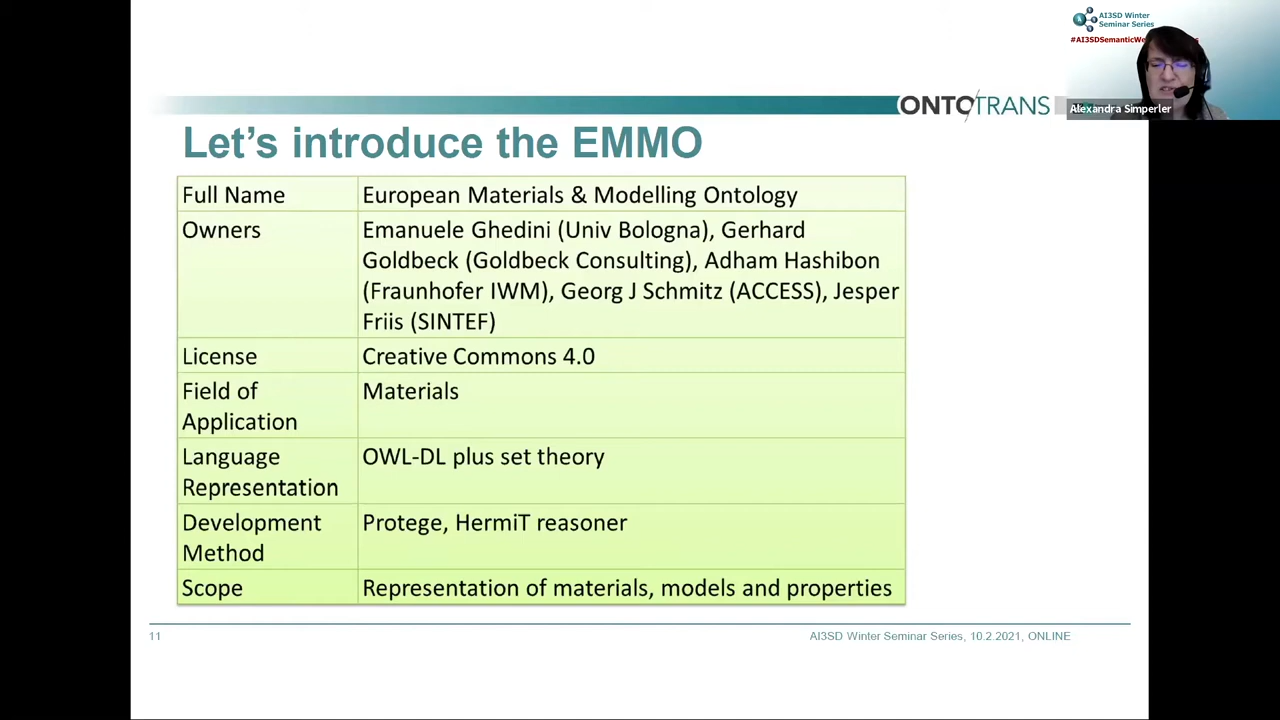 AI3SD Winter
Seminar Series
Alexandra Simperler
ONTOTRANS
Let's introduce the EMMO
Full Name
European Materials & Modelling Ontology
Owners
Emanuele Ghedini (Univ Bologna), Gerhard
Goldbeck (Goldbeck Consulting), Adham Hashibon
(Fraunhofer IWM), Georg J Schmitz (ACCESS), Jesper
Friis (SINTEF)
License
Creative Commons 4.0
Field of
Application
Materials
Language
Representation
OWL-DL plus set theory
Development
Method
Protege, HermiT reasoner
Scope
Representation of materials, models and properties
11
AI3SD Winter Seminar Series, 10.2.2021, ONLINE